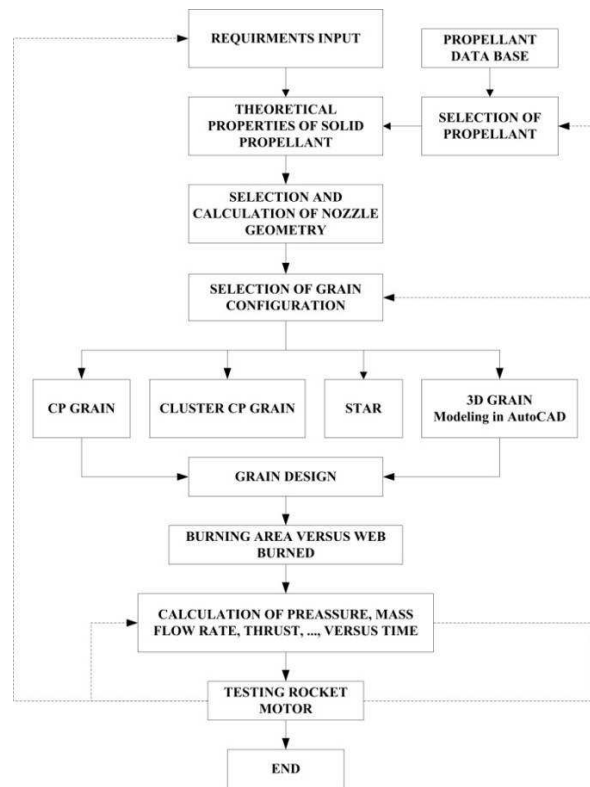 REQUIRMENTS INPUT
PROPELLANT
DATA BASE
THEORETICAL
PROPERTIES OF SOLID
PROPELLANT
SELECTION OF
PROPELLANT
SELECTION AND
CALCULATION OF NOZZLE
GEOMETRY
SELECTION OF GRAIN
CONFIGURATION
CP GRAIN
CLUSTER CP GRAIN
STAR
3D GRAIN
Modeling in AutoCAD
GRAIN DESIGN
BURNING AREA VERSUS WEB
BURNED
CALCULATION OF PREASSURE, MASS
FLOW RATE, THRUST, ..., VERSUS TIME
TESTING ROCKET
MOTOR
END